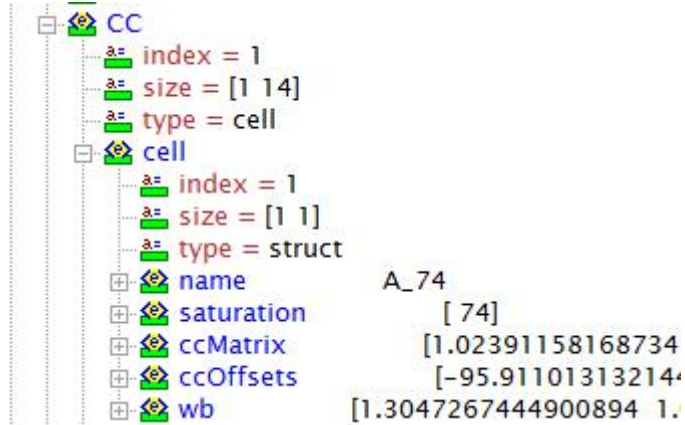 CC
a= index = 1
a= size = [1 14]
a= type = cell
<e> cell
a= index = 1
a= size = [1 1]
a= type = struct
<e> name A_74
<e> saturation [ 74]
<e> ccMatrix [1.02391158168734
<e> ccOffsets [-95.911013132144
<e> wb [1.3047267444900894 1.